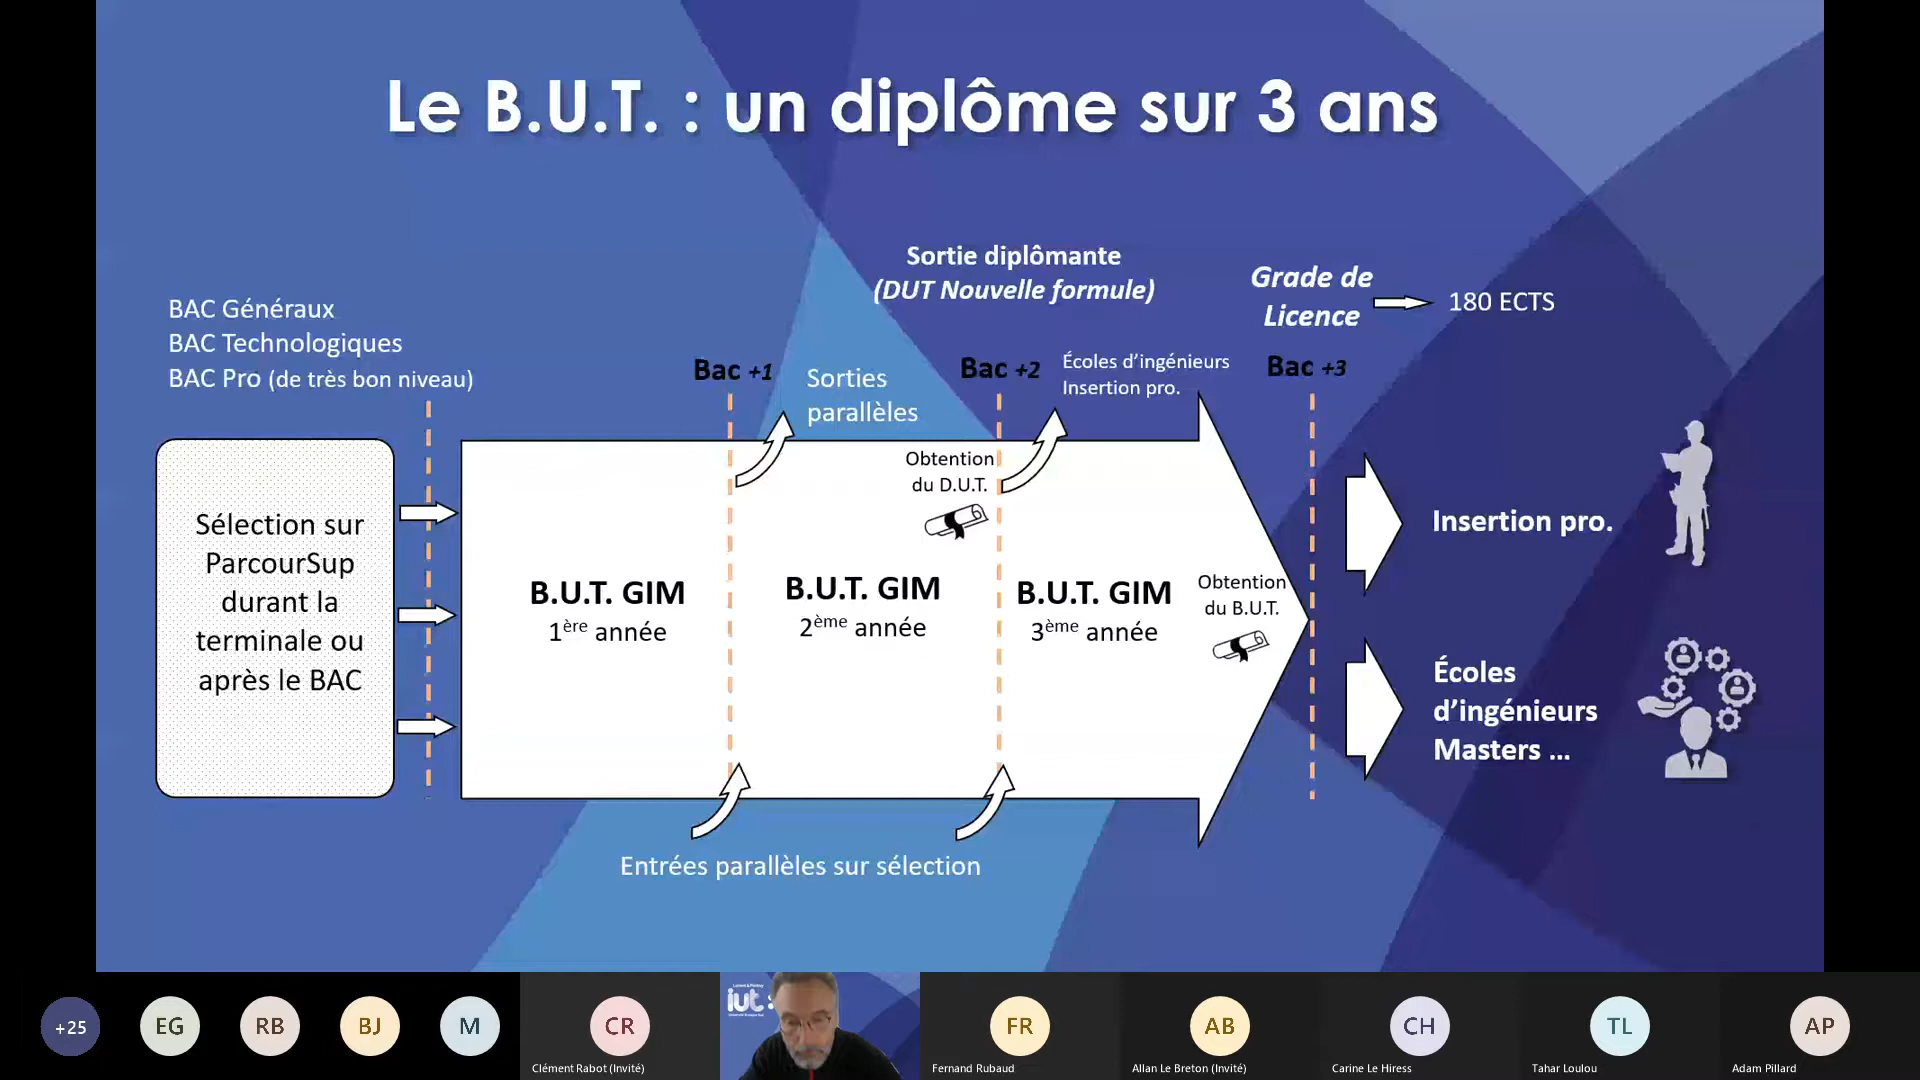 Le B.U.T. : un diplôme sur 3 ans
Sortie diplômante
(DUT Nouvelle formule)
Grade de
Licence
180 ECTS
BAC Généraux
BAC Technologiques
BAC Pro (de très bon niveau)
Bac +1
Sorties
parallèles
Bac +2
Écoles d'ingénieurs
Insertion pro.
Bac +3
Sélection sur
ParcourSup
durant la
terminale ou
après le BAC
B.U.T. GIM
1ère année
Obtention
du D.U.T.
B.U.T. GIM
2ème année
B.U.T. GIM
3ème année
Obtention
du B.U.T.
Insertion pro.
Écoles
d'ingénieurs
Masters ...
Entrées parallèles sur sélection
+25
EG
RB
BJ
M
CR
Clément Rabot (Invité)
iut
FR
Fernand Rubaud
AB
Allan Le Breton (Invité)
CH
Carine Le Hiress
TL
Tahar Loulou
AP
Adam Pillard